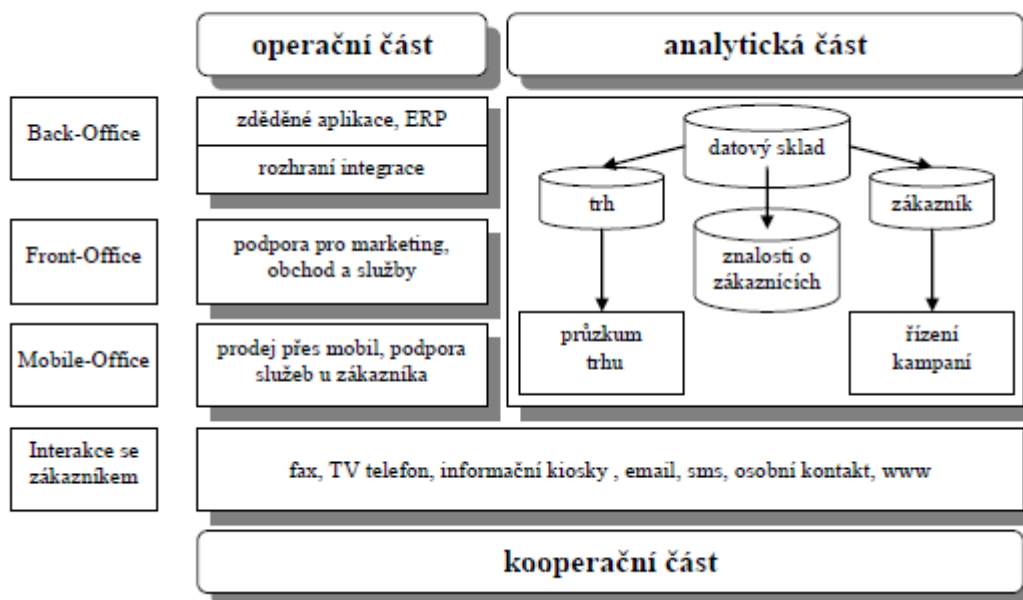 operační část
analytická část
Back-Office
zděděné aplikace, ERP
rozhraní integrace
datový sklad
trh
zákazník
Front-Office
podpora pro marketing,
obchod a služby
znalosti o
zákaznících
Mobile-Office
prodej přes mobil, podpora
služeb u zákazníka
průzkum
trhu
řízení
kampaní
Interakce se
zákazníkem
fax, TV telefon, informační kiosky , email, sms, osobní kontakt, www
kooperační část